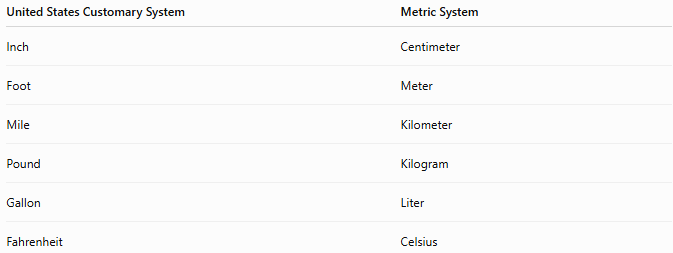 United States Customary System Metric System
Inch Centimeter
Foot Meter
Mile Kilometer
Pound Kilogram
Gallon Liter
Fahrenheit Celsius